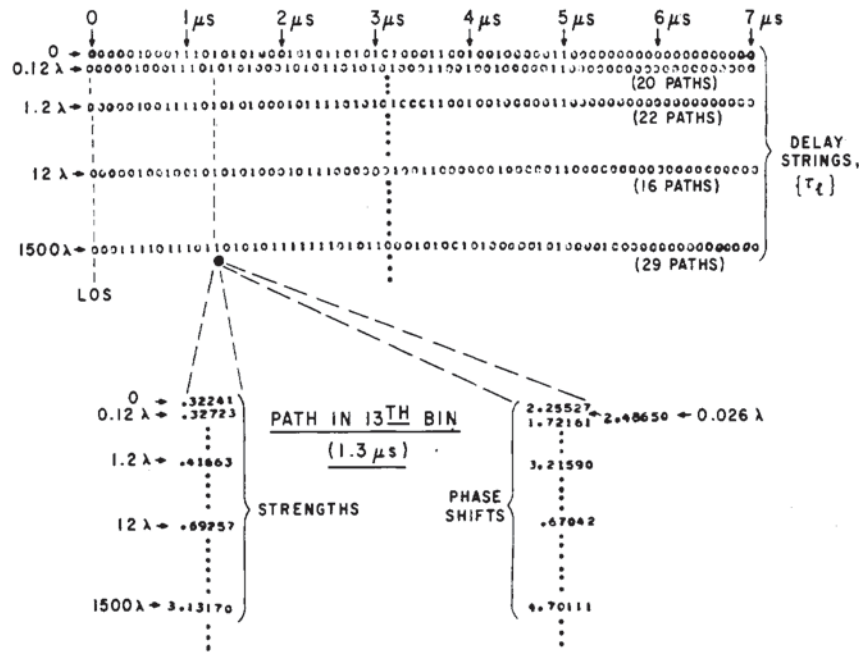 0 1 μs 2 μs 3 μs 4 μs 5 μs 6 μs 7 μs
0
0.12 λ
(20 PATHS)
1.2 λ
(22 PATHS)
12 λ
(16 PATHS)
1500 λ
(29 PATHS)
DELAY
STRINGS,
{τℓ}
LOS
0 .32241
0.12 λ .32723
1.2 λ .41863
12 λ .69257
1500 λ 3.13170
STRENGTHS
PATH IN 13TH BIN
(1.3 μs)
PHASE
SHIFTS
2.25527
1.72161
2.48650 0.026 λ
3.21590
.67042
4.70111